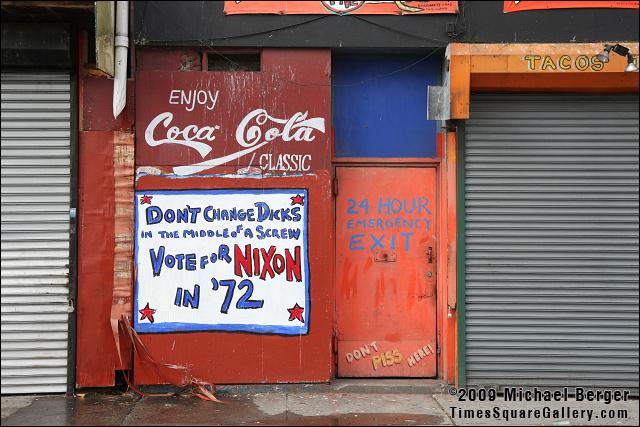 TACOS
ENJOY
Coca Cola
CLASSIC
DON'T CHANGE DICKS
IN THE MIDDLE OF A SCREW
VOTE FOR NIXON
IN '72
24 HOUR
EMERGENCY
EXIT
DON'T PISS HERE!
©2009 Michael Berger
TimesSquareGallery.com